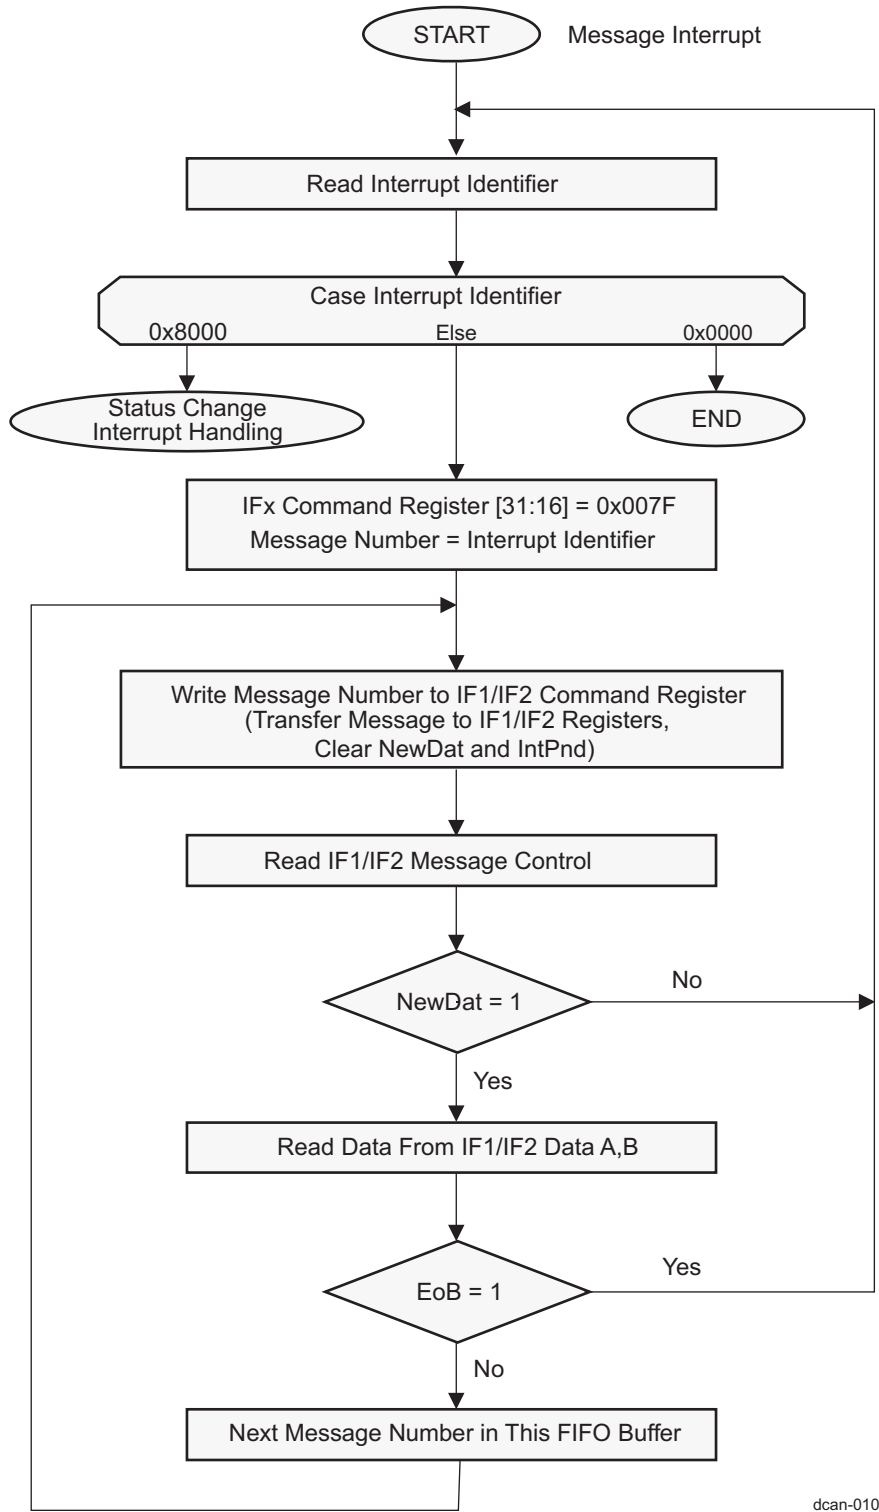 START
Message Interrupt
Read Interrupt Identifier
Case Interrupt Identifier
0x8000
Else
0x0000
Status Change
Interrupt Handling
END
IFx Command Register [31:16] = 0x007F
Message Number = Interrupt Identifier
Write Message Number to IF1/IF2 Command Register
(Transfer Message to IF1/IF2 Registers,
Clear NewDat and IntPnd)
Read IF1/IF2 Message Control
NewDat = 1
No
Yes
Read Data From IF1/IF2 Data A,B
EoB = 1
Yes
No
Next Message Number in This FIFO Buffer
dcan-010